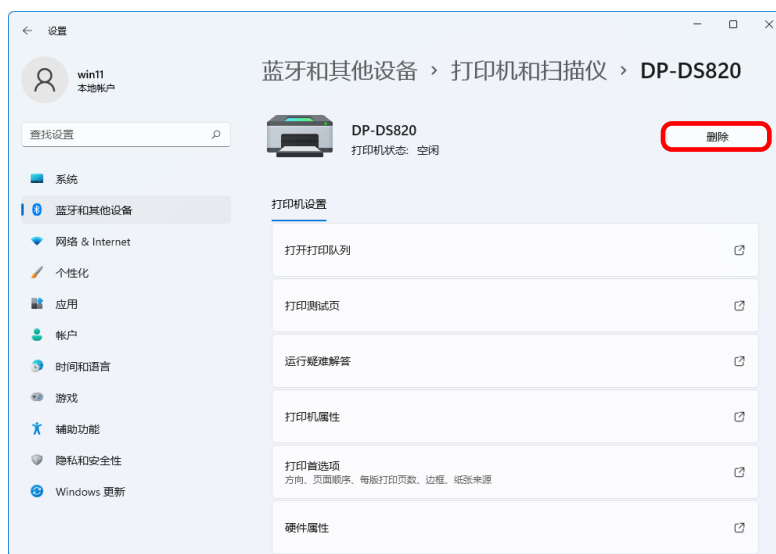 设置
win11
本地帐户
查找设置
系统
蓝牙和其他设备
网络 & Internet
个性化
应用
帐户
时间和语言
游戏
辅助功能
隐私和安全性
Windows 更新
蓝牙和其他设备 › 打印机和扫描仪 › DP-DS820
DP-DS820
打印机状态: 空闲
删除
打印机设置
打开打印队列
打印测试页
运行疑难解答
打印机属性
打印首选项
方向、页面顺序、每版打印页数、边框、纸张来源
硬件属性